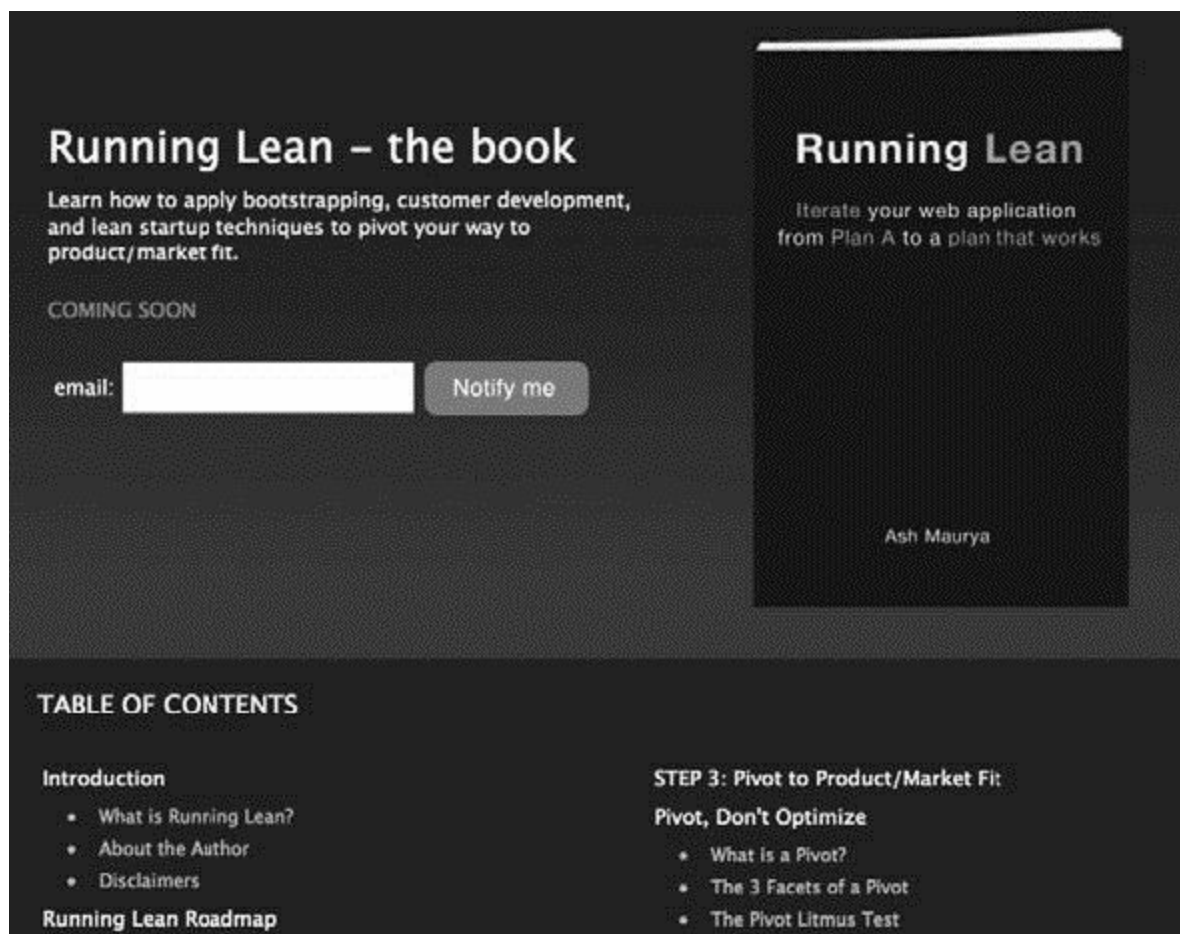 Running Lean – the book
Learn how to apply bootstrapping, customer development,
and lean startup techniques to pivot your way to
product/market fit.
COMING SOON
email:
Notify me
Running Lean
Iterate your web application
from Plan A to a plan that works
Ash Maurya
TABLE OF CONTENTS
Introduction
• What is Running Lean?
• About the Author
• Disclaimers
Running Lean Roadmap
STEP 3: Pivot to Product/Market Fit
Pivot, Don't Optimize
• What is a Pivot?
• The 3 Facets of a Pivot
• The Pivot Litmus Test